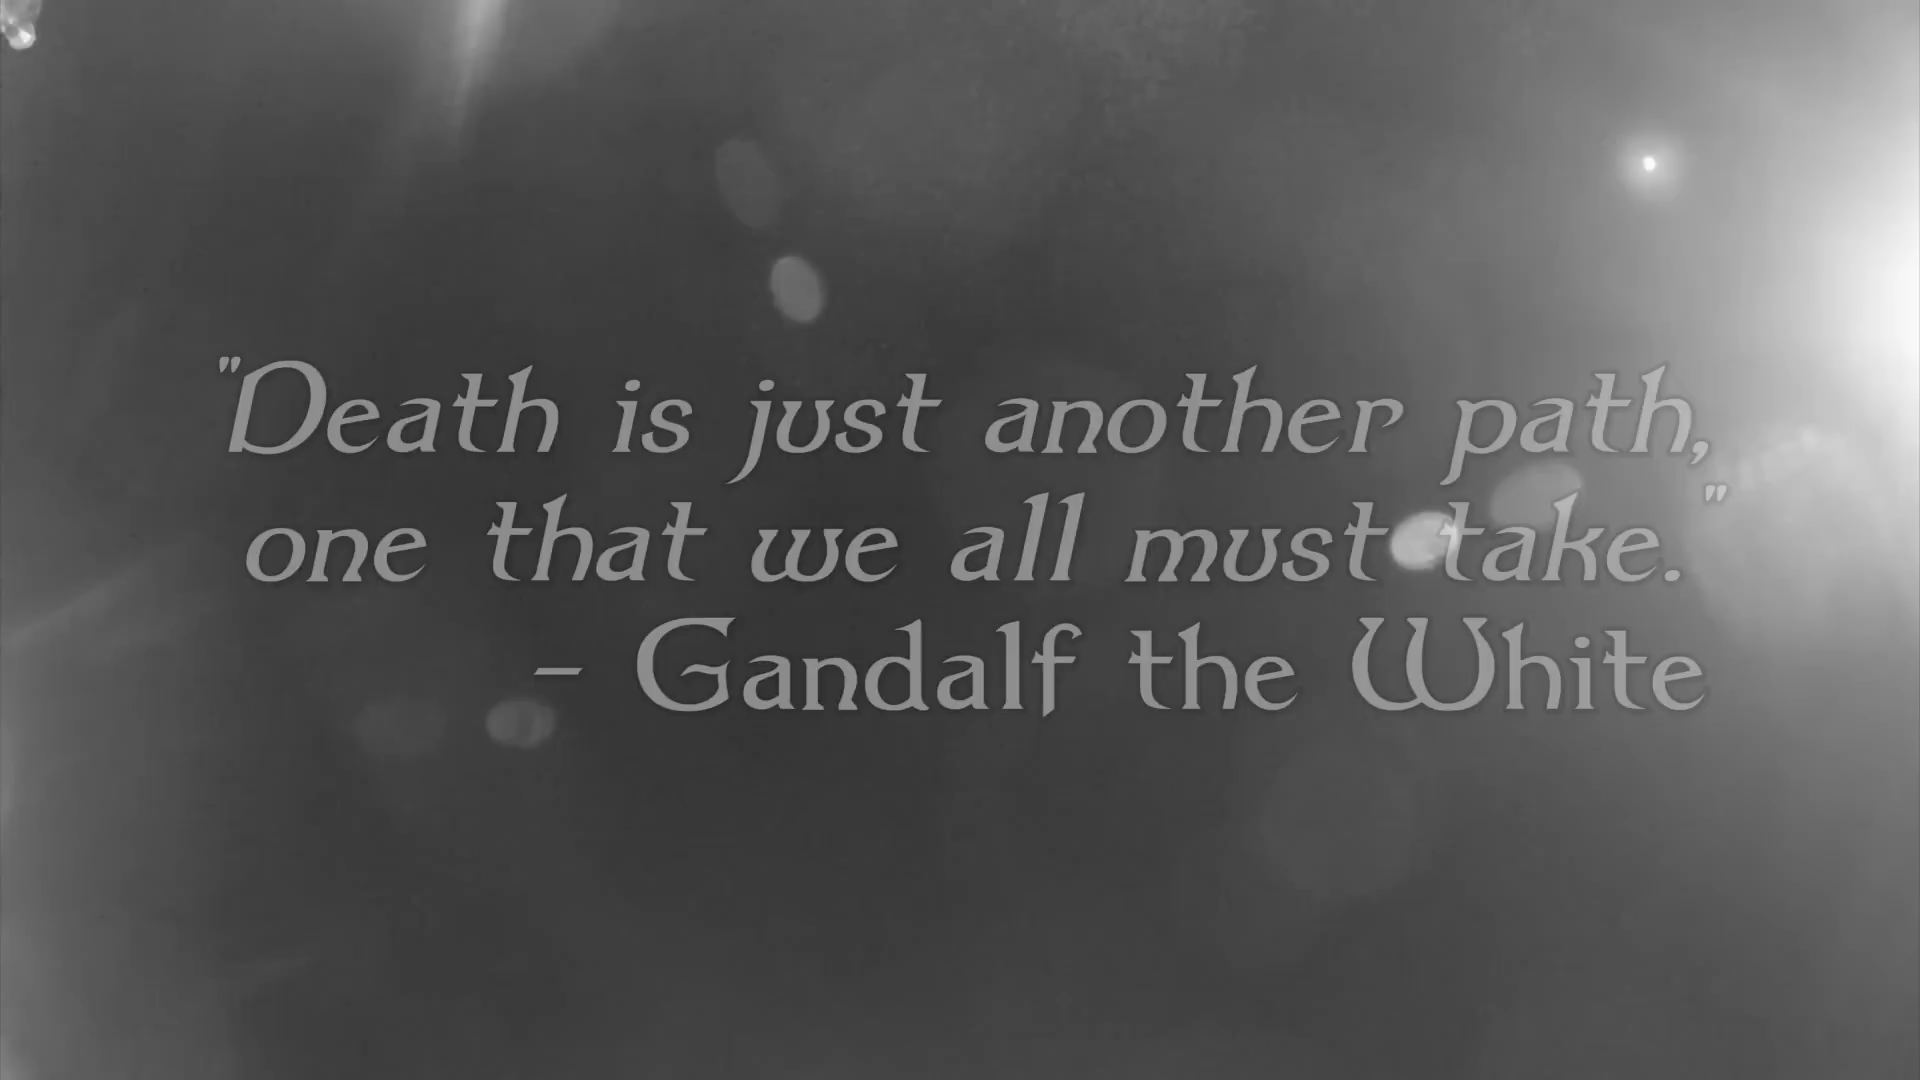 "Death is just another path,
one that we all must take."
- Gandalf the White